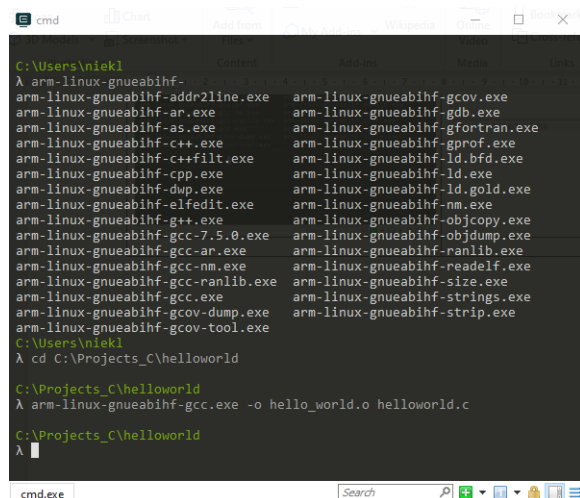 cmd
C:\Users\niekl
λ arm-linux-gnueabihf-
arm-linux-gnueabihf-addr2line.exe arm-linux-gnueabihf-gcov.exe
arm-linux-gnueabihf-ar.exe arm-linux-gnueabihf-gdb.exe
arm-linux-gnueabihf-as.exe arm-linux-gnueabihf-gfortran.exe
arm-linux-gnueabihf-c++.exe arm-linux-gnueabihf-gprof.exe
arm-linux-gnueabihf-c++filt.exe arm-linux-gnueabihf-ld.bfd.exe
arm-linux-gnueabihf-cpp.exe arm-linux-gnueabihf-ld.exe
arm-linux-gnueabihf-dwp.exe arm-linux-gnueabihf-ld.gold.exe
arm-linux-gnueabihf-elfedit.exe arm-linux-gnueabihf-nm.exe
arm-linux-gnueabihf-g++.exe arm-linux-gnueabihf-objcopy.exe
arm-linux-gnueabihf-gcc-7.5.0.exe arm-linux-gnueabihf-objdump.exe
arm-linux-gnueabihf-gcc-ar.exe arm-linux-gnueabihf-ranlib.exe
arm-linux-gnueabihf-gcc-nm.exe arm-linux-gnueabihf-readelf.exe
arm-linux-gnueabihf-gcc-ranlib.exe arm-linux-gnueabihf-size.exe
arm-linux-gnueabihf-gcc.exe arm-linux-gnueabihf-strings.exe
arm-linux-gnueabihf-gcov-dump.exe arm-linux-gnueabihf-strip.exe
arm-linux-gnueabihf-gcov-tool.exe
C:\Users\niekl
λ cd C:\Projects_C\helloworld
C:\Projects_C\helloworld
λ arm-linux-gnueabihf-gcc.exe -o hello_world.o helloworld.c
C:\Projects_C\helloworld
λ
cmd.exe Search